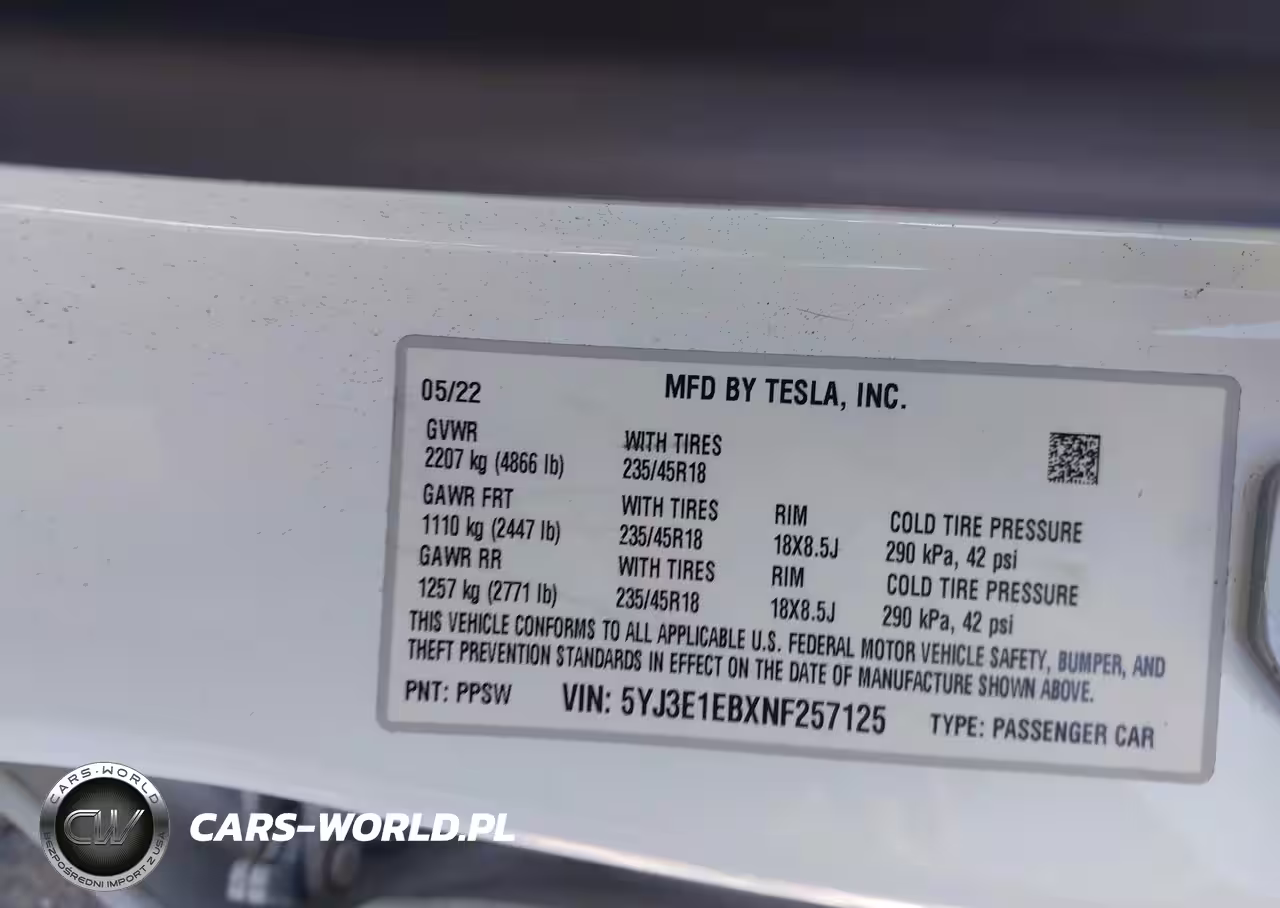 05/22 MFD BY TESLA, INC.
GVWR WITH TIRES
2207 kg (4866 lb) 235/45R18
GAWR FRT WITH TIRES RIM COLD TIRE PRESSURE
1110 kg (2447 lb) 235/45R18 18X8.5J 290 kPa, 42 psi
GAWR RR WITH TIRES RIM COLD TIRE PRESSURE
1257 kg (2771 lb) 235/45R18 18X8.5J 290 kPa, 42 psi
THIS VEHICLE CONFORMS TO ALL APPLICABLE U.S. FEDERAL MOTOR VEHICLE SAFETY, BUMPER, AND
THEFT PREVENTION STANDARDS IN EFFECT ON THE DATE OF MANUFACTURE SHOWN ABOVE.
PNT: PPSW VIN: 5YJ3E1EBXNF257125 TYPE: PASSENGER CAR
CARS-WORLD
CW
BEZPOŚREDNI IMPORT Z USA
CARS-WORLD.PL